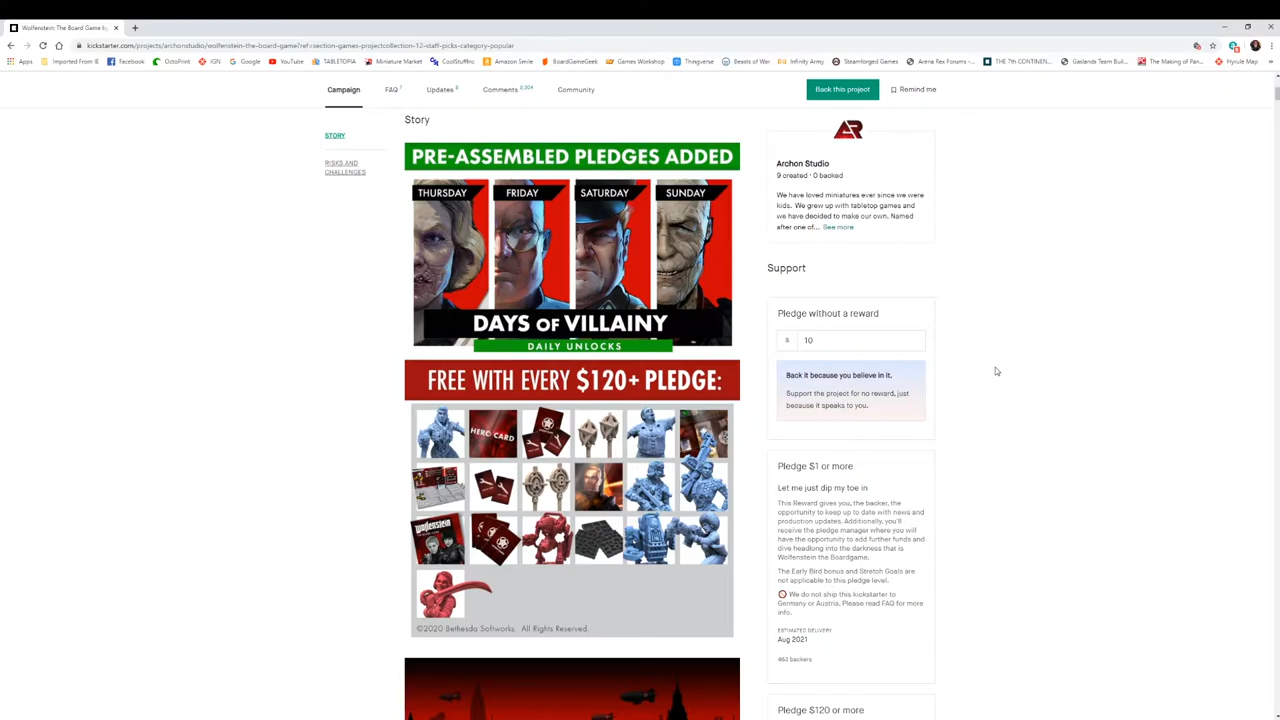 Wolfenstein: The Board Game by
kickstarter.com/projects/archonstudio/wolfenstein-the-board-game?ref=section-games-projectcollection-12-staff-picks-category-popular
Apps Imported From IE Facebook OctoPrint IGN Google YouTube TABLETOPIA Miniature Market CoolStuffInc Amazon Smile BoardGameGeek Games Workshop Thingverse Beasts of War Infinity Army Steamforged Games Arena Rex Forums -... THE 7th CONTINEN... Gaslands Team Buil... The Making of Pan... Hyrule Map
Campaign FAQ 7 Updates 8 Comments Community Back this project Remind me
STORY
RISKS AND
CHALLENGES
Story
PRE-ASSEMBLED PLEDGES ADDED
THURSDAY FRIDAY SATURDAY SUNDAY
DAYS OF VILLAINY
DAILY UNLOCKS
FREE WITH EVERY $120+ PLEDGE:
HERO CARD
Wolfenstein
©2020 Bethesda Softworks. All Rights Reserved.
AR
Archon Studio
9 created · 0 backed
We have loved miniatures ever since we were
kids. We grew up with tabletop games and
we have decided to make our own. Named
after one of... See more
Support
Pledge without a reward
$ 10
Back it because you believe in it.
Support the project for no reward, just
because it speaks to you.
Pledge $1 or more
Let me just dip my toe in
This Reward gives you, the backer, the
opportunity to keep up to date with news and
production updates. Additionally, you'll
receive the pledge manager where you will
have the opportunity to add further funds and
dive headlong into the darkness that is
Wolfenstein the Boardgame.
The Early Bird bonus and Stretch Goals are
not applicable to this pledge level.
We do not ship this kickstarter to
Germany or Austria. Please read FAQ for more
info.
ESTIMATED DELIVERY
Aug 2021
463 backers
Pledge $120 or more